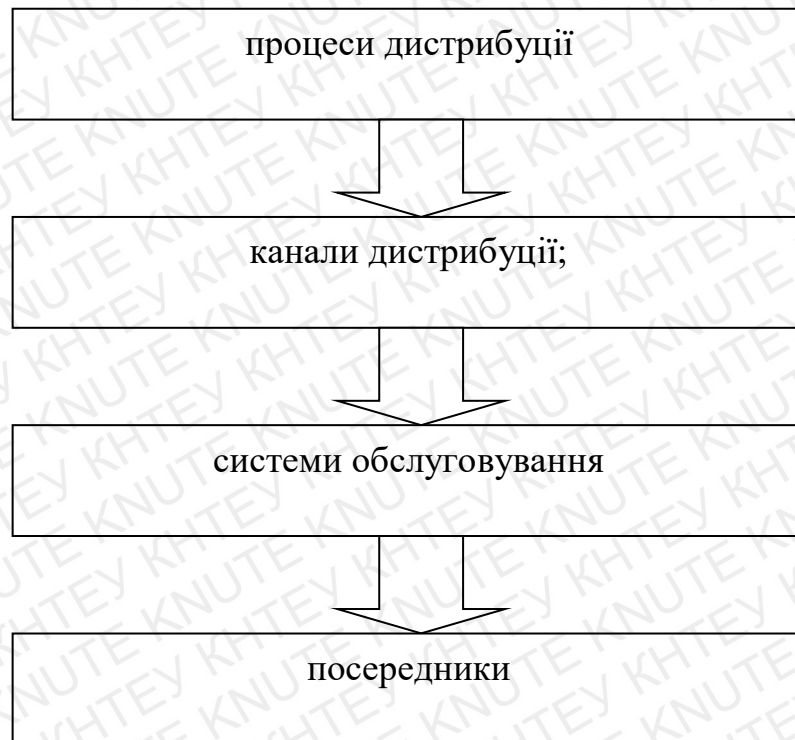 процеси дистрибуції
канали дистрибуції;
системи обслуговування
посередники